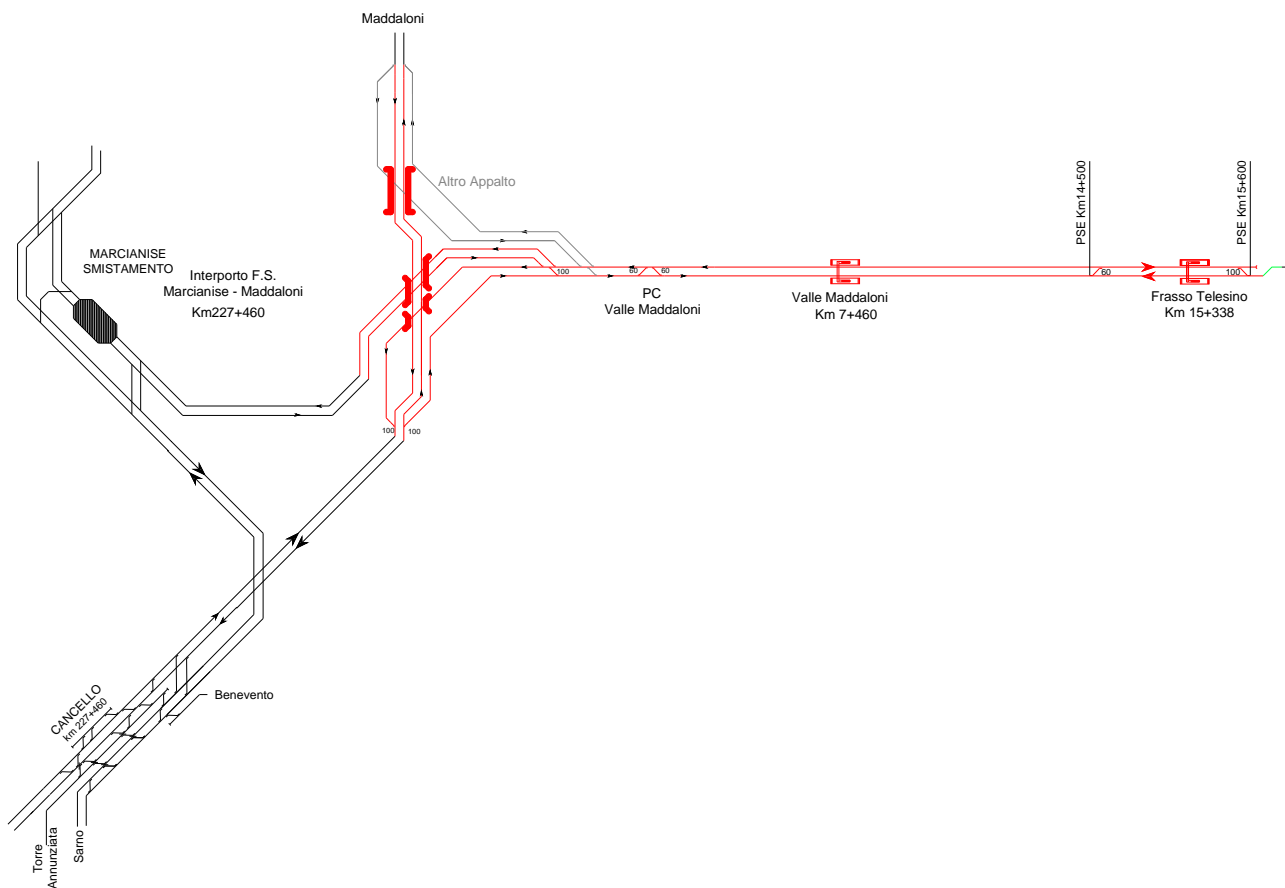 Maddaloni
Altro Appalto
PSE Km14+500
PSE Km15+600
MARCIANISE
SMISTAMENTO
Interporto F.S.
Marcianise - Maddaloni
Km227+460
100
60
60
60
100
PC
Valle Maddaloni
Valle Maddaloni
Km 7+460
Frasso Telesino
Km 15+338
100
100
Benevento
CANCELLO
km 227+460
Torre
Annunziata
Sarno